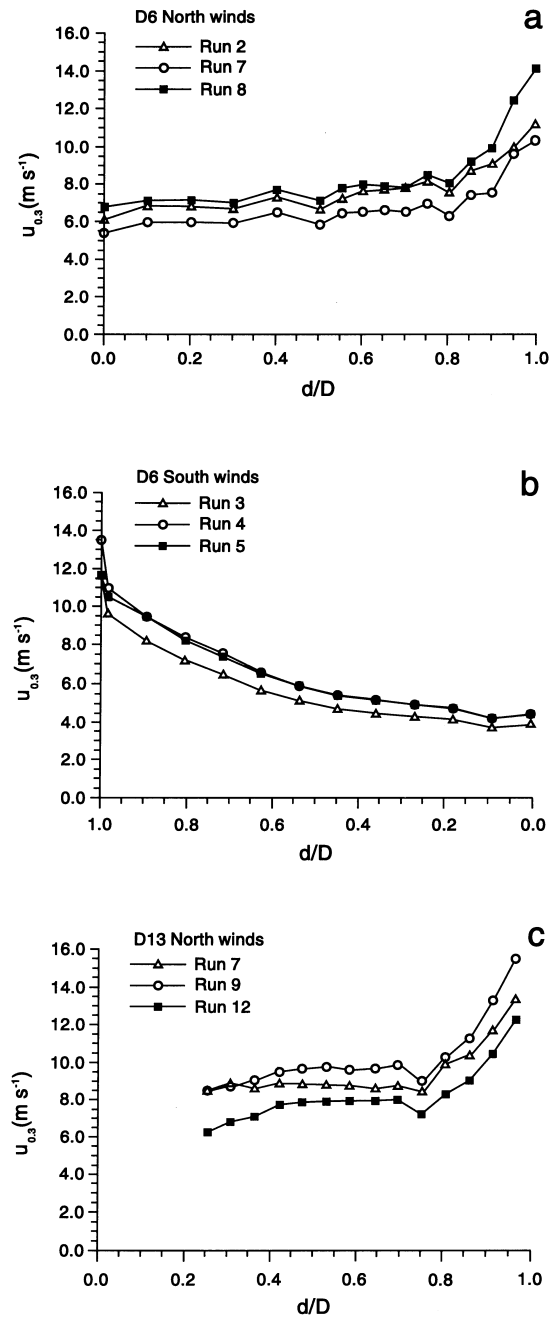 a
D6 North winds
Run 2
Run 7
Run 8
16.0
14.0
12.0
10.0
8.0
6.0
4.0
2.0
0.0
u0.3(m s-1)
0.0 0.2 0.4 0.6 0.8 1.0
d/D
b
D6 South winds
Run 3
Run 4
Run 5
16.0
14.0
12.0
10.0
8.0
6.0
4.0
2.0
0.0
u0.3(m s-1)
1.0 0.8 0.6 0.4 0.2 0.0
d/D
c
D13 North winds
Run 7
Run 9
Run 12
16.0
14.0
12.0
10.0
8.0
6.0
4.0
2.0
0.0
u0.3(m s-1)
0.0 0.2 0.4 0.6 0.8 1.0
d/D